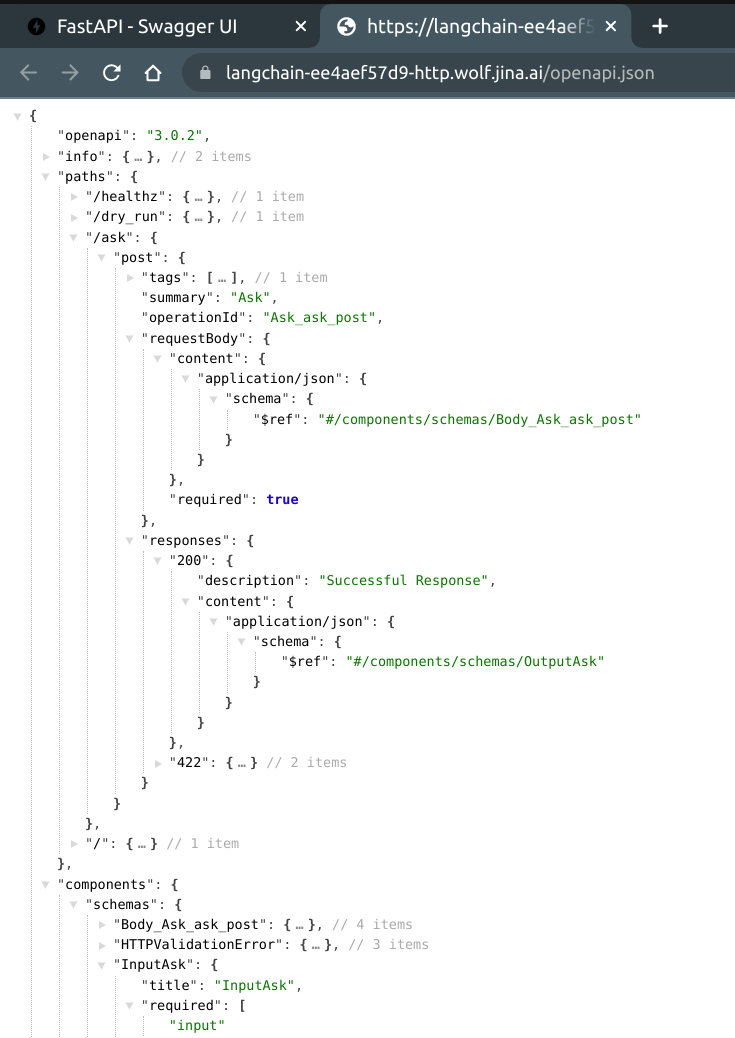 FastAPI - Swagger UI
https://langchain-ee4aef5
langchain-ee4aef57d9-http.wolf.jina.ai/openapi.json
{
"openapi": "3.0.2",
"info": { … }, // 2 items
"paths": {
"/healthz": { … }, // 1 item
"/dry_run": { … }, // 1 item
"/ask": {
"post": {
"tags": [ … ], // 1 item
"summary": "Ask",
"operationId": "Ask_ask_post",
"requestBody": {
"content": {
"application/json": {
"schema": {
"$ref": "#/components/schemas/Body_Ask_ask_post"
}
}
},
"required": true
},
"responses": {
"200": {
"description": "Successful Response",
"content": {
"application/json": {
"schema": {
"$ref": "#/components/schemas/OutputAsk"
}
}
}
},
"422": { … } // 2 items
}
}
},
"/": { … } // 1 item
},
"components": {
"schemas": {
"Body_Ask_ask_post": { … }, // 4 items
"HTTPValidationError": { … }, // 3 items
"InputAsk": {
"title": "InputAsk",
"required": [
"input"